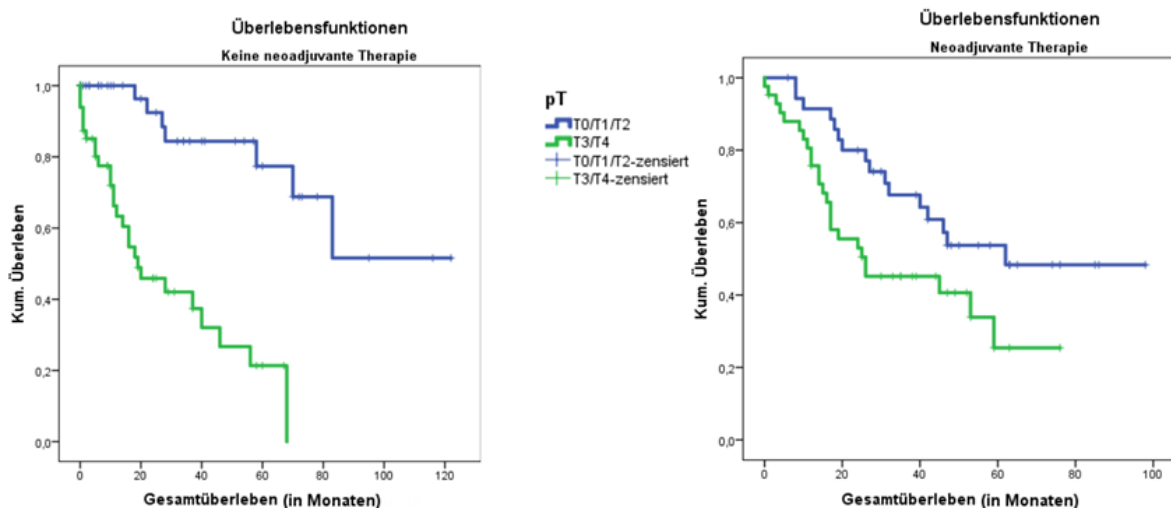 Überlebensfunktionen
Keine neoadjuvante Therapie
1,0
0,8
0,6
0,4
0,2
0,0
Kum. Überleben
0 20 40 60 80 100 120
Gesamtüberleben (in Monaten)
pT
T0/T1/T2
T3/T4
T0/T1/T2-zensiert
T3/T4-zensiert
Überlebensfunktionen
Neoadjuvante Therapie
1,0
0,8
0,6
0,4
0,2
0,0
Kum. Überleben
0 20 40 60 80 100
Gesamtüberleben (in Monaten)